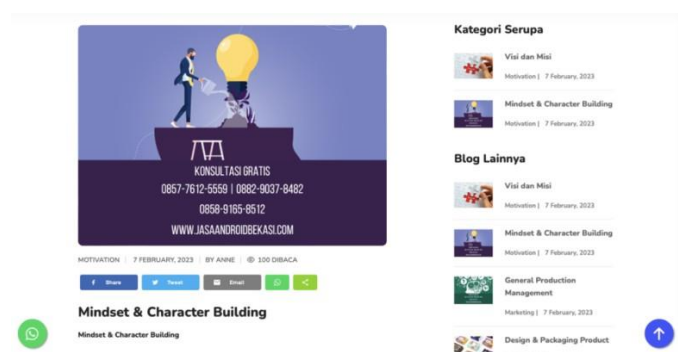 KONSULTASI GRATIS
0857-7612-5559 | 0882-9037-8482
0858-9165-8512
WWW.JASAANDROIDBEKASI.COM
MOTIVATION | 7 FEBRUARY, 2023 | BY ANNE | 100 DIBACA
Share Tweet Email
Mindset & Character Building
Mindset & Character Building
Kategori Serupa
Visi dan Misi
Motivation | 7 February, 2023
Mindset & Character Building
Motivation | 7 February, 2023
Blog Lainnya
Visi dan Misi
Motivation | 7 February, 2023
Mindset & Character Building
Motivation | 7 February, 2023
General Production
Management
Marketing | 7 February, 2023
Design & Packaging Product